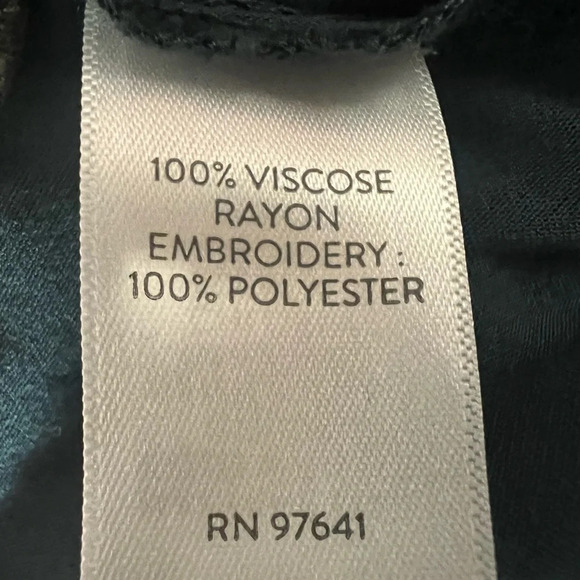 100% VISCOSE
RAYON
EMBROIDERY :
100% POLYESTER
RN 97641